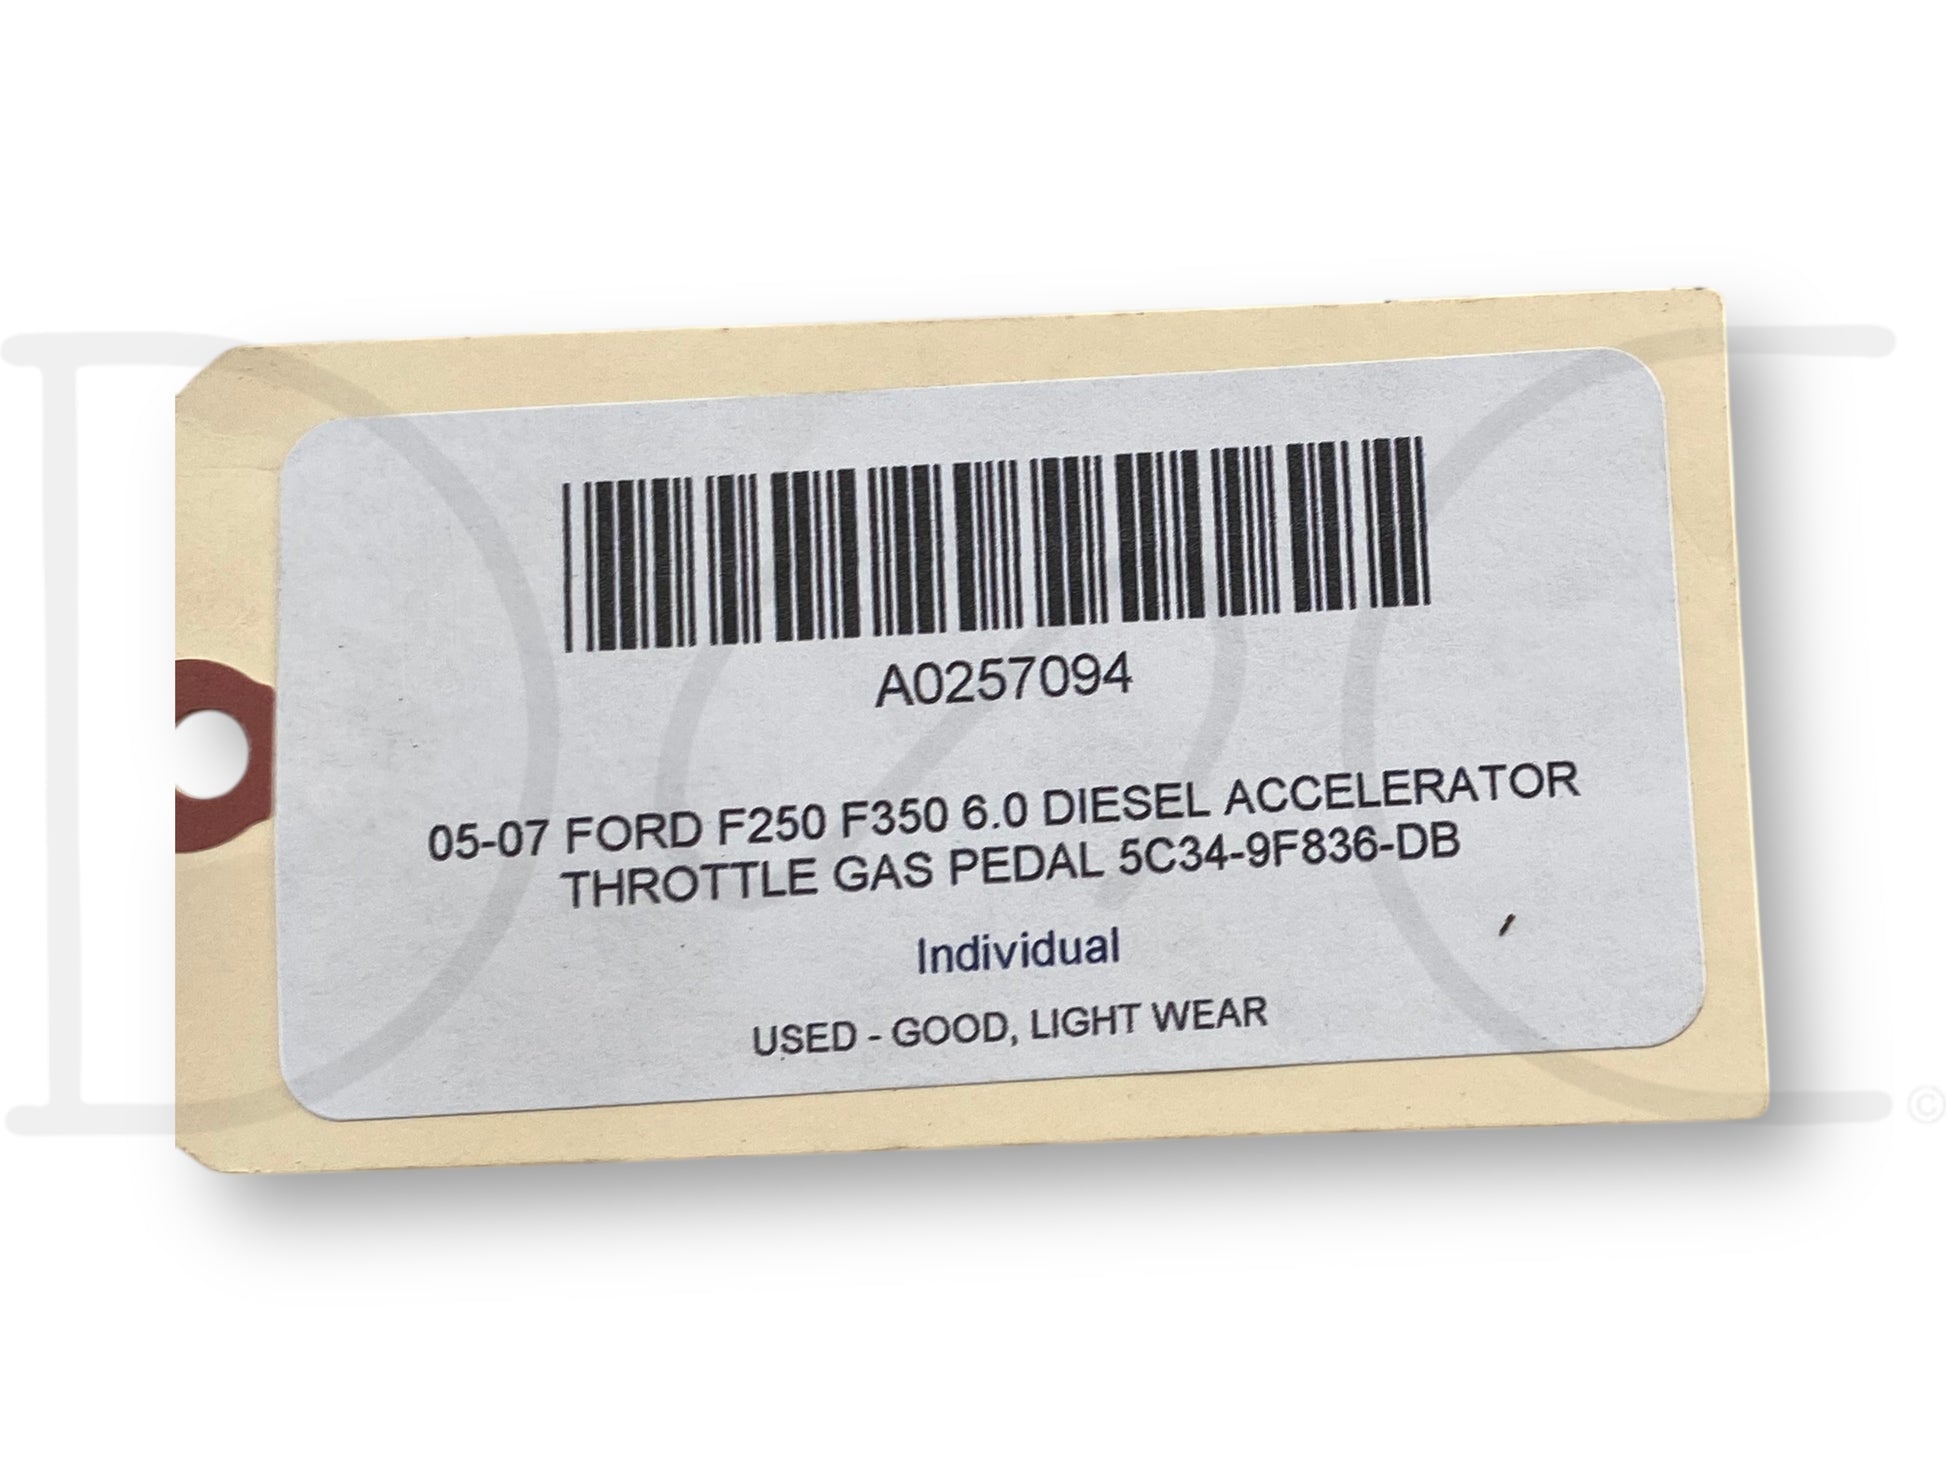 A0257094
05-07 FORD F250 F350 6.0 DIESEL ACCELERATOR
THROTTLE GAS PEDAL 5C34-9F836-DB
Individual
USED - GOOD, LIGHT WEAR
©